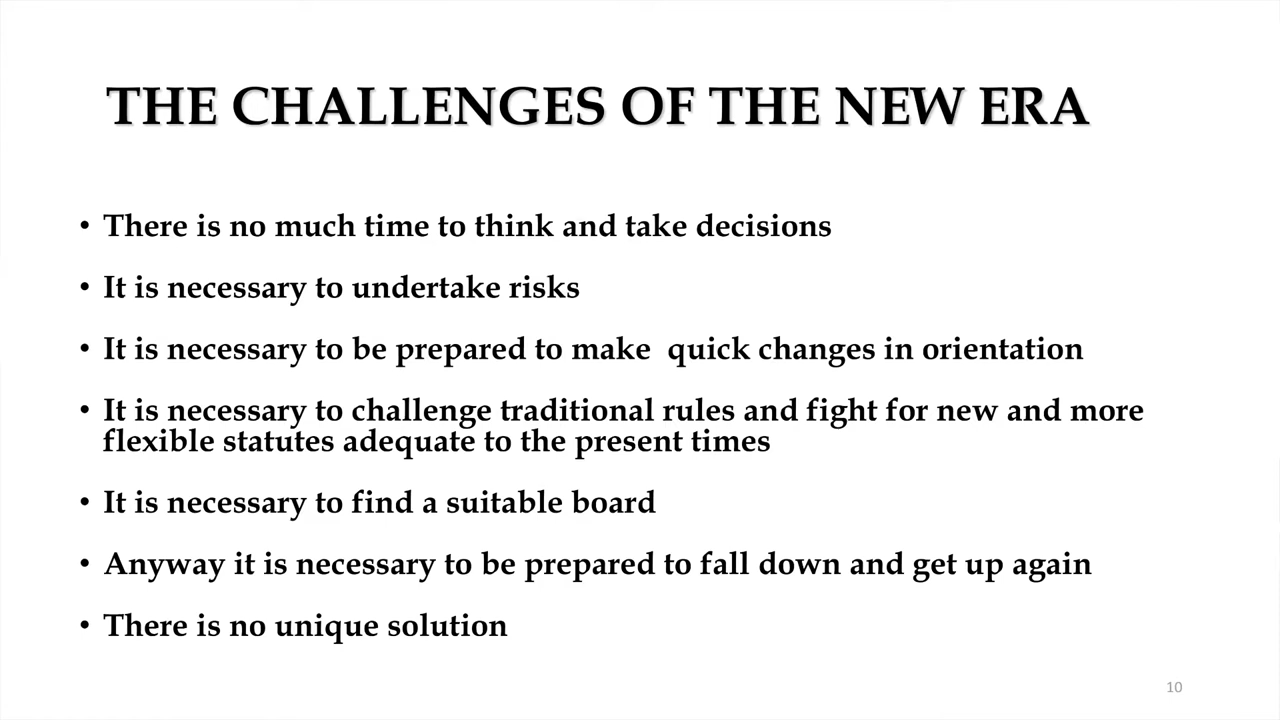 THE CHALLENGES OF THE NEW ERA
• There is no much time to think and take decisions
• It is necessary to undertake risks
• It is necessary to be prepared to make  quick changes in orientation
• It is necessary to challenge traditional rules and fight for new and more
flexible statutes adequate to the present times
• It is necessary to find a suitable board
• Anyway it is necessary to be prepared to fall down and get up again
• There is no unique solution
10